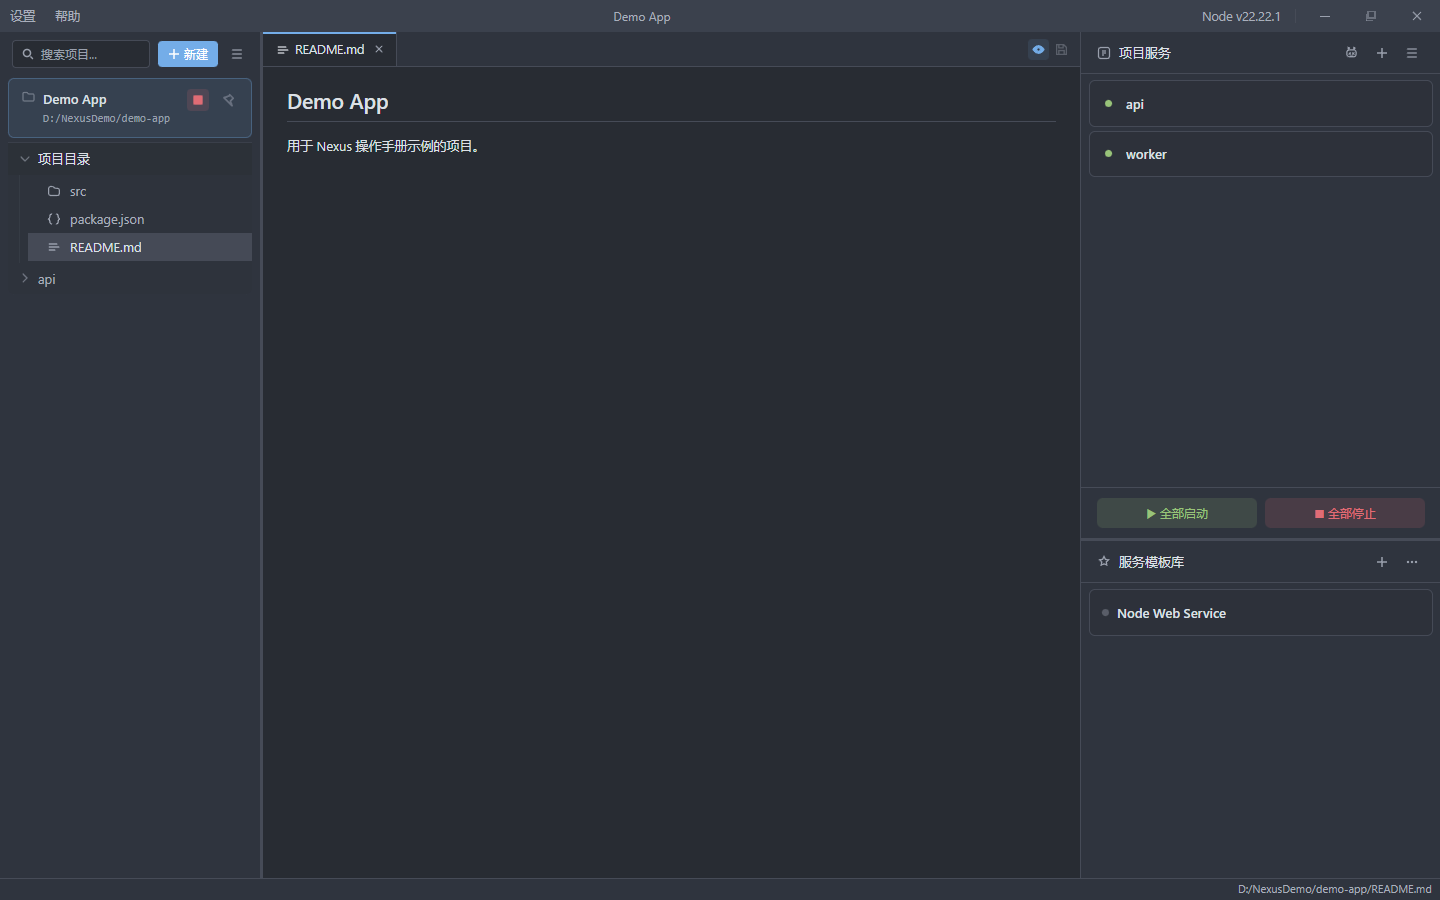 设置 帮助 Demo App Node v22.22.1
搜索项目... 新建
Demo App
D:/NexusDemo/demo-app
项目目录
src
package.json
README.md
api
README.md
Demo App
用于 Nexus 操作手册示例的项目。
项目服务
api
worker
全部启动 全部停止
服务模板库
Node Web Service
D:/NexusDemo/demo-app/README.md